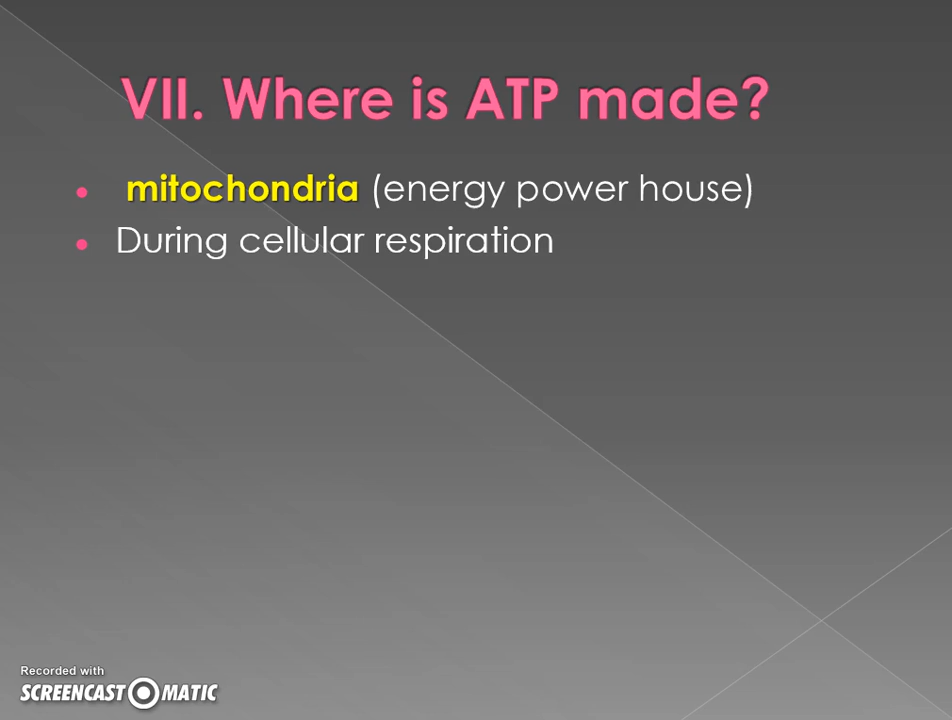 VII. Where is ATP made?
mitochondria (energy power house)
During cellular respiration
Recorded with
SCREENCAST O MATIC